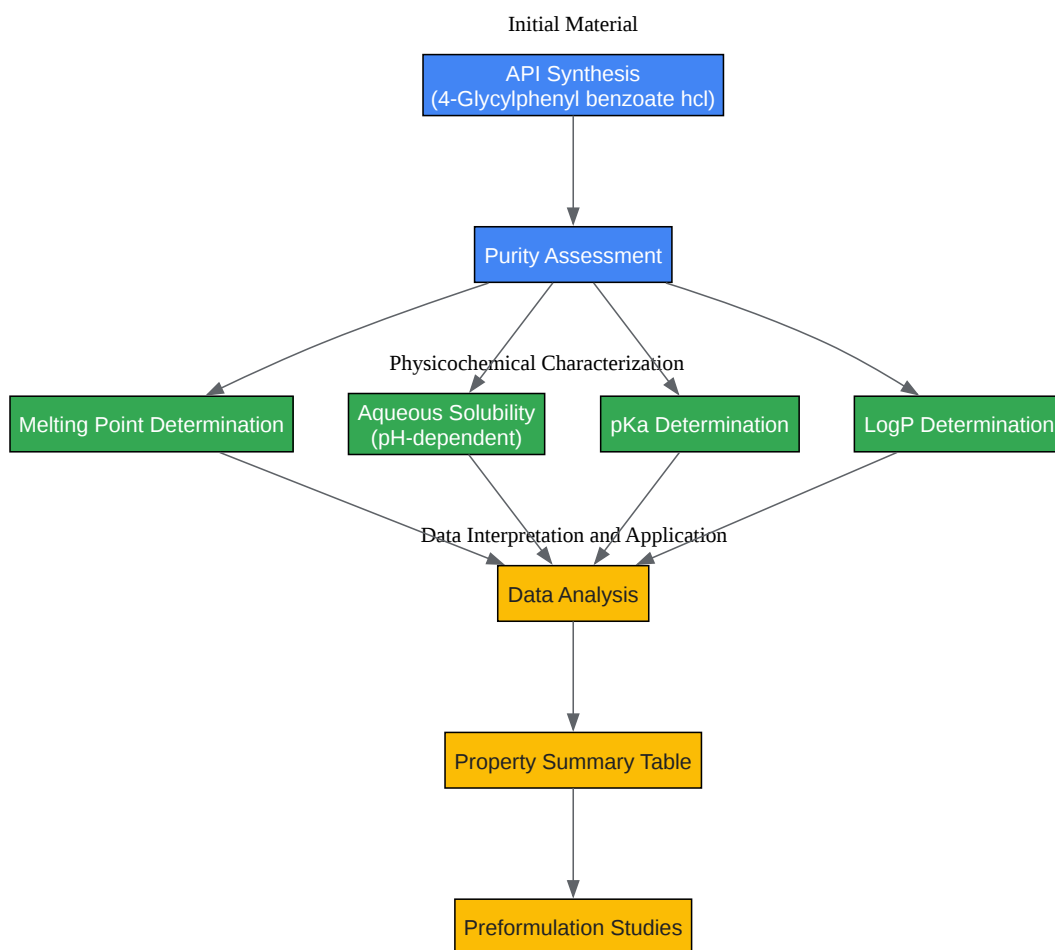 Initial Material
API Synthesis
(4-Glycylphenyl benzoate hcl)
Purity Assessment
Physicochemical Characterization
Melting Point Determination
Aqueous Solubility
(pH-dependent)
pKa Determination
LogP Determination
Data Interpretation and Application
Data Analysis
Property Summary Table
Preformulation Studies